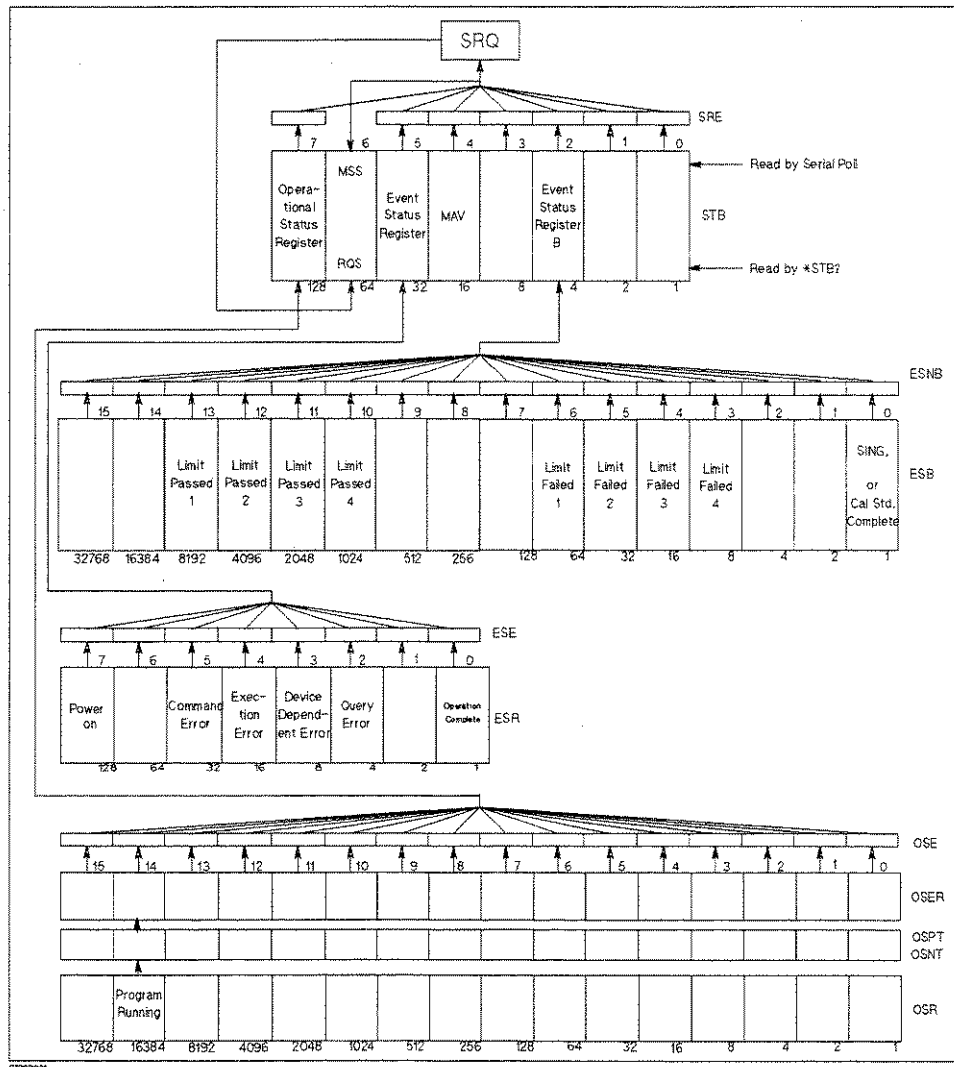 SRQ
SRE
7 6 5 4 3 2 1 0
Read by Serial Poll
MSS
Opera-
tional
Status
Register
Event
Status
Register
MAV
Event
Status
Register
B
STB
RQS
Read by *STB?
128 64 32 16 8 4 2 1
ESNB
15 14 13 12 11 10 9 8 7 6 5 4 3 2 1 0
Limit
Passed
1
Limit
Passed
2
Limit
Passed
3
Limit
Passed
4
Limit
Failed
1
Limit
Failed
2
Limit
Failed
3
Limit
Failed
4
SING,
or
Cal Std.
Complete
ESB
32768 16384 8192 4096 2048 1024 512 256 128 64 32 16 8 4 2 1
ESE
7 6 5 4 3 2 1 0
Power
on
Command
Error
Exec-
tion
Error
Device
Depend-
ent Error
Query
Error
Operation
Complete
ESR
128 64 32 16 8 4 2 1
OSE
15 14 13 12 11 10 9 8 7 6 5 4 3 2 1 0
OSER
OSPT
OSNT
Program
Running
OSR
32768 16384 8192 4096 2048 1024 512 256 128 64 32 16 8 4 2 1